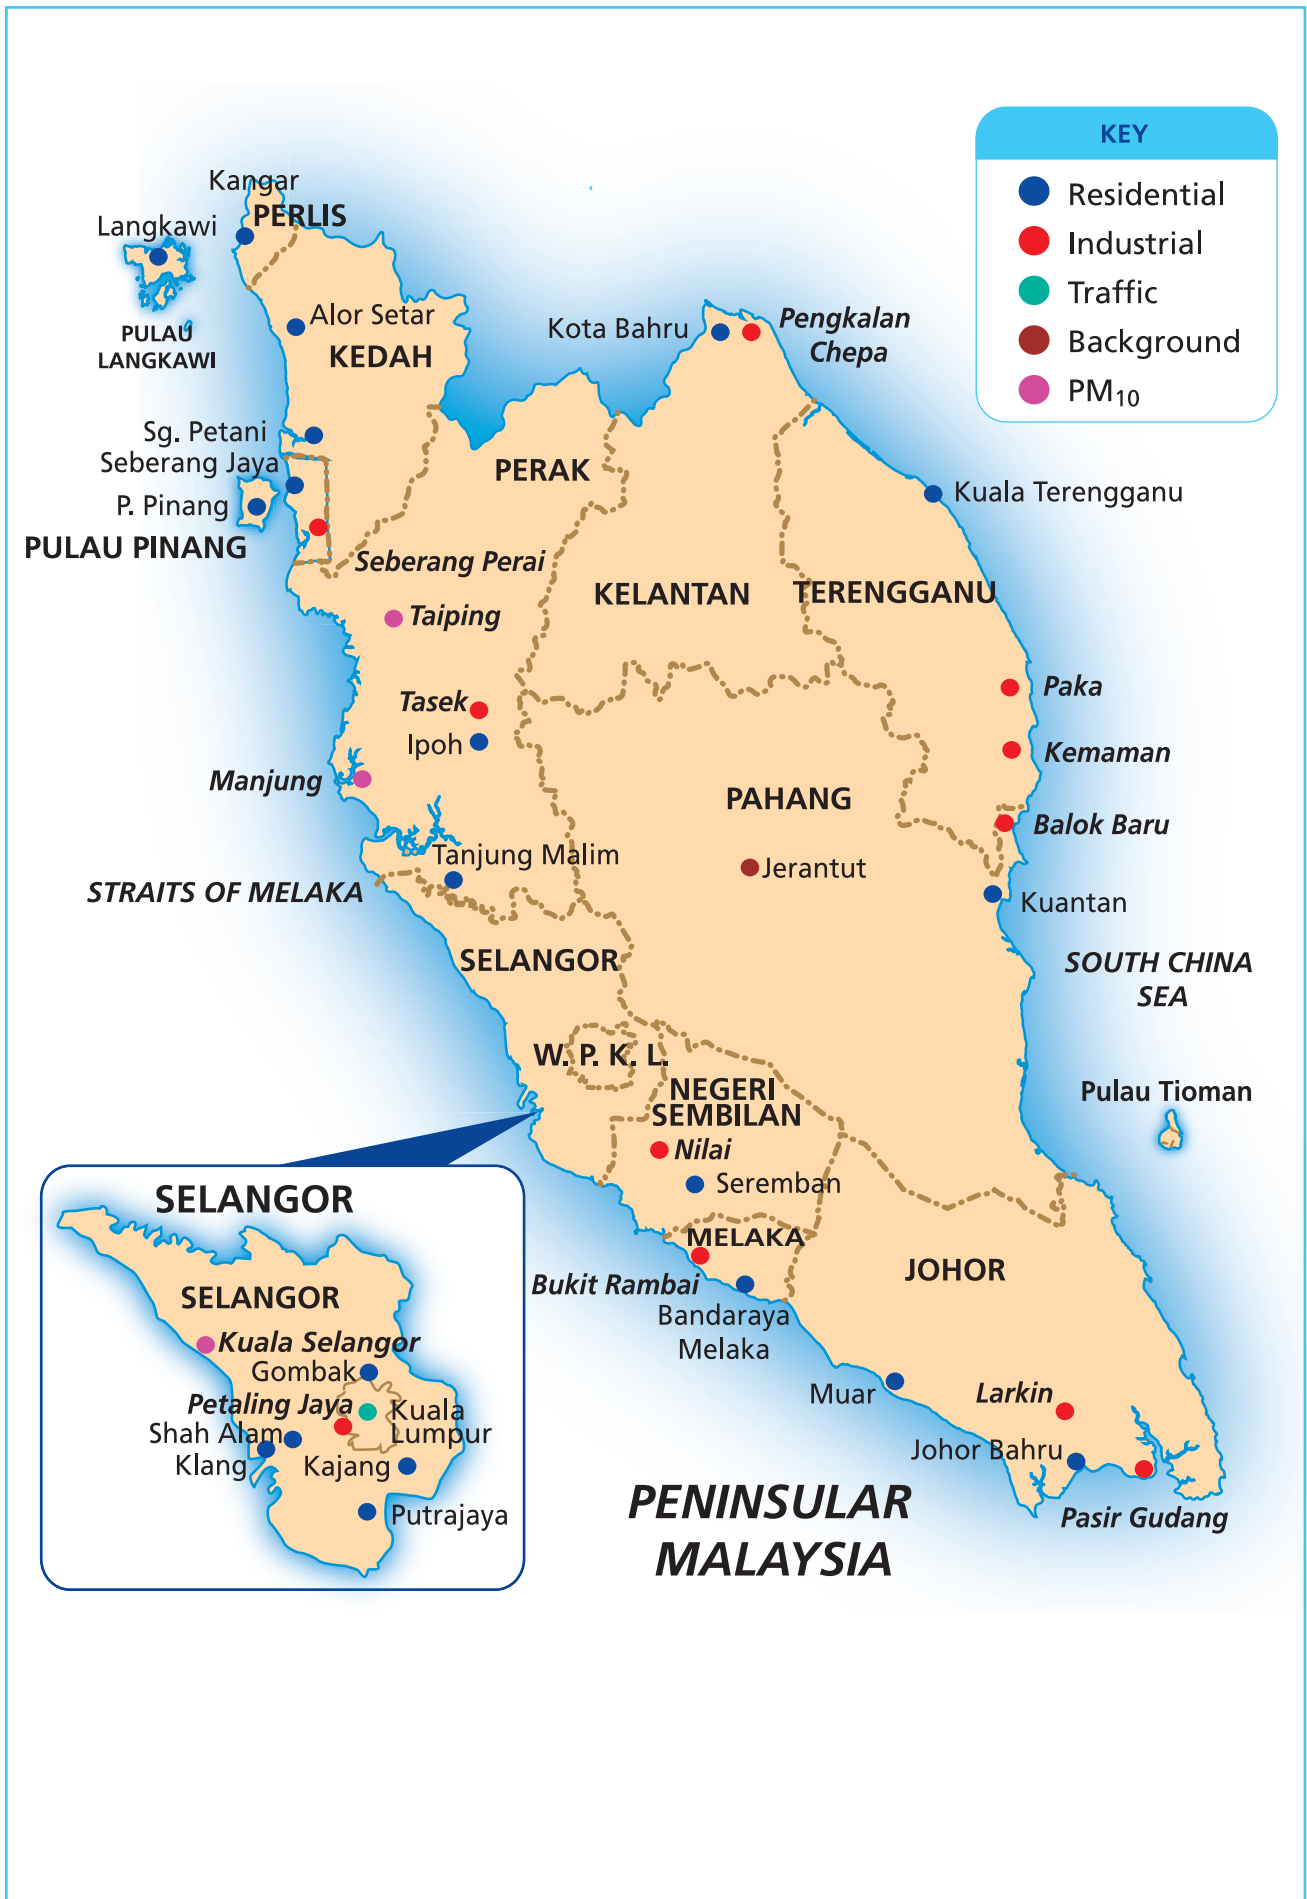 KEY
Residential
Industrial
Traffic
Background
PM₁₀
Kangar
PERLIS
Langkawi
PULAU
LANGKAWI
Alor Setar
KEDAH
Kota Bahru
Pengkalan
Chepa
Sg. Petani
Seberang Jaya
P. Pinang
PULAU PINANG
PERAK
Kuala Terengganu
Seberang Perai
KELANTAN
TERENGGANU
Taiping
Tasek
Ipoh
Paka
Manjung
Kemaman
PAHANG
Balok Baru
Tanjung Malim
Jerantut
STRAITS OF MELAKA
Kuantan
SELANGOR
SOUTH CHINA
SEA
W. P. K. L.
NEGERI
SEMBILAN
Pulau Tioman
Nilai
Seremban
MELAKA
Bukit Rambai
JOHOR
Bandaraya
Melaka
Muar
Larkin
Johor Bahru
Pasir Gudang
PENINSULAR
MALAYSIA
SELANGOR
SELANGOR
Kuala Selangor
Gombak
Petaling Jaya
Kuala
Lumpur
Shah Alam
Klang
Kajang
Putrajaya